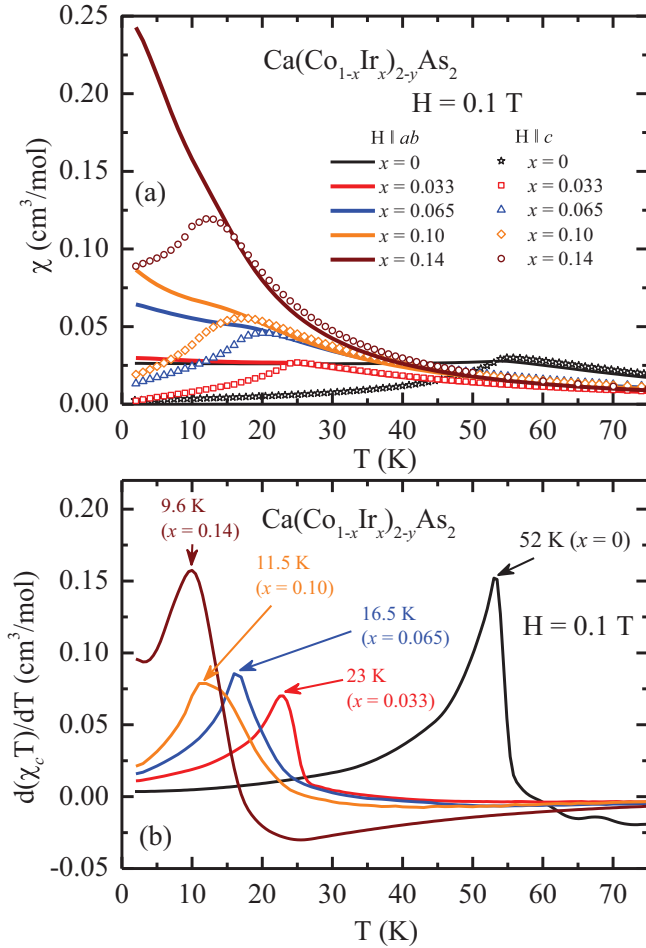 0.25
0.20
0.15
0.10
0.05
0.00
χ (cm³/mol)
Ca(Co₁₋ₓIrₓ)₂₋ᵧAs₂
H = 0.1 T
H ∥ ab H ∥ c
x = 0 x = 0
x = 0.033 x = 0.033
x = 0.065 x = 0.065
x = 0.10 x = 0.10
x = 0.14 x = 0.14
(a)
0 10 20 30 40 50 60 70
T (K)
0.20
0.15
0.10
0.05
0.00
-0.05
d(χ_cT)/dT (cm³/mol)
9.6 K
(x = 0.14)
Ca(Co₁₋ₓIrₓ)₂₋ᵧAs₂
52 K (x = 0)
11.5 K
(x = 0.10)
16.5 K
(x = 0.065)
H = 0.1 T
23 K
(x = 0.033)
(b)
0 10 20 30 40 50 60 70
T (K)